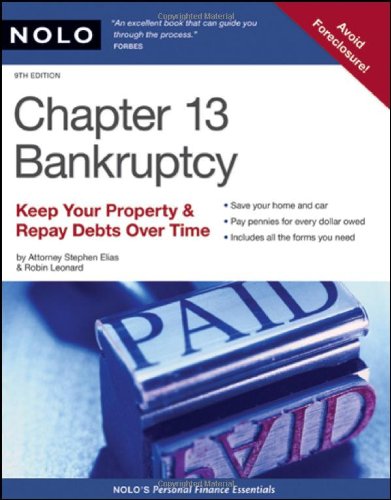 NOLO
"An excellent book that can guide you
through the process."
FORBES
Avoid
Foreclosure!
9TH EDITION
Chapter 13
Bankruptcy
Keep Your Property &
Repay Debts Over Time
• Save your home and car
• Pay pennies for every dollar owed
• Includes all the forms you need
by Attorney Stephen Elias
& Robin Leonard
PAID
PAID
NOLO'S Personal Finance Essentials